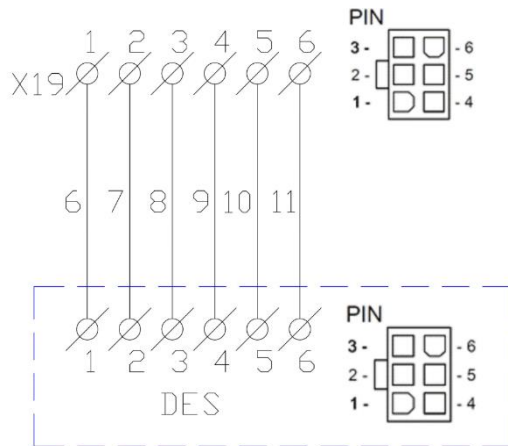 PIN
1 2 3 4 5 6
3 - - 6
X19
2 - - 5
1 - - 4
6 7 8 9 10 11
PIN
1 2 3 4 5 6
3 - - 6
2 - - 5
DES
1 - - 4